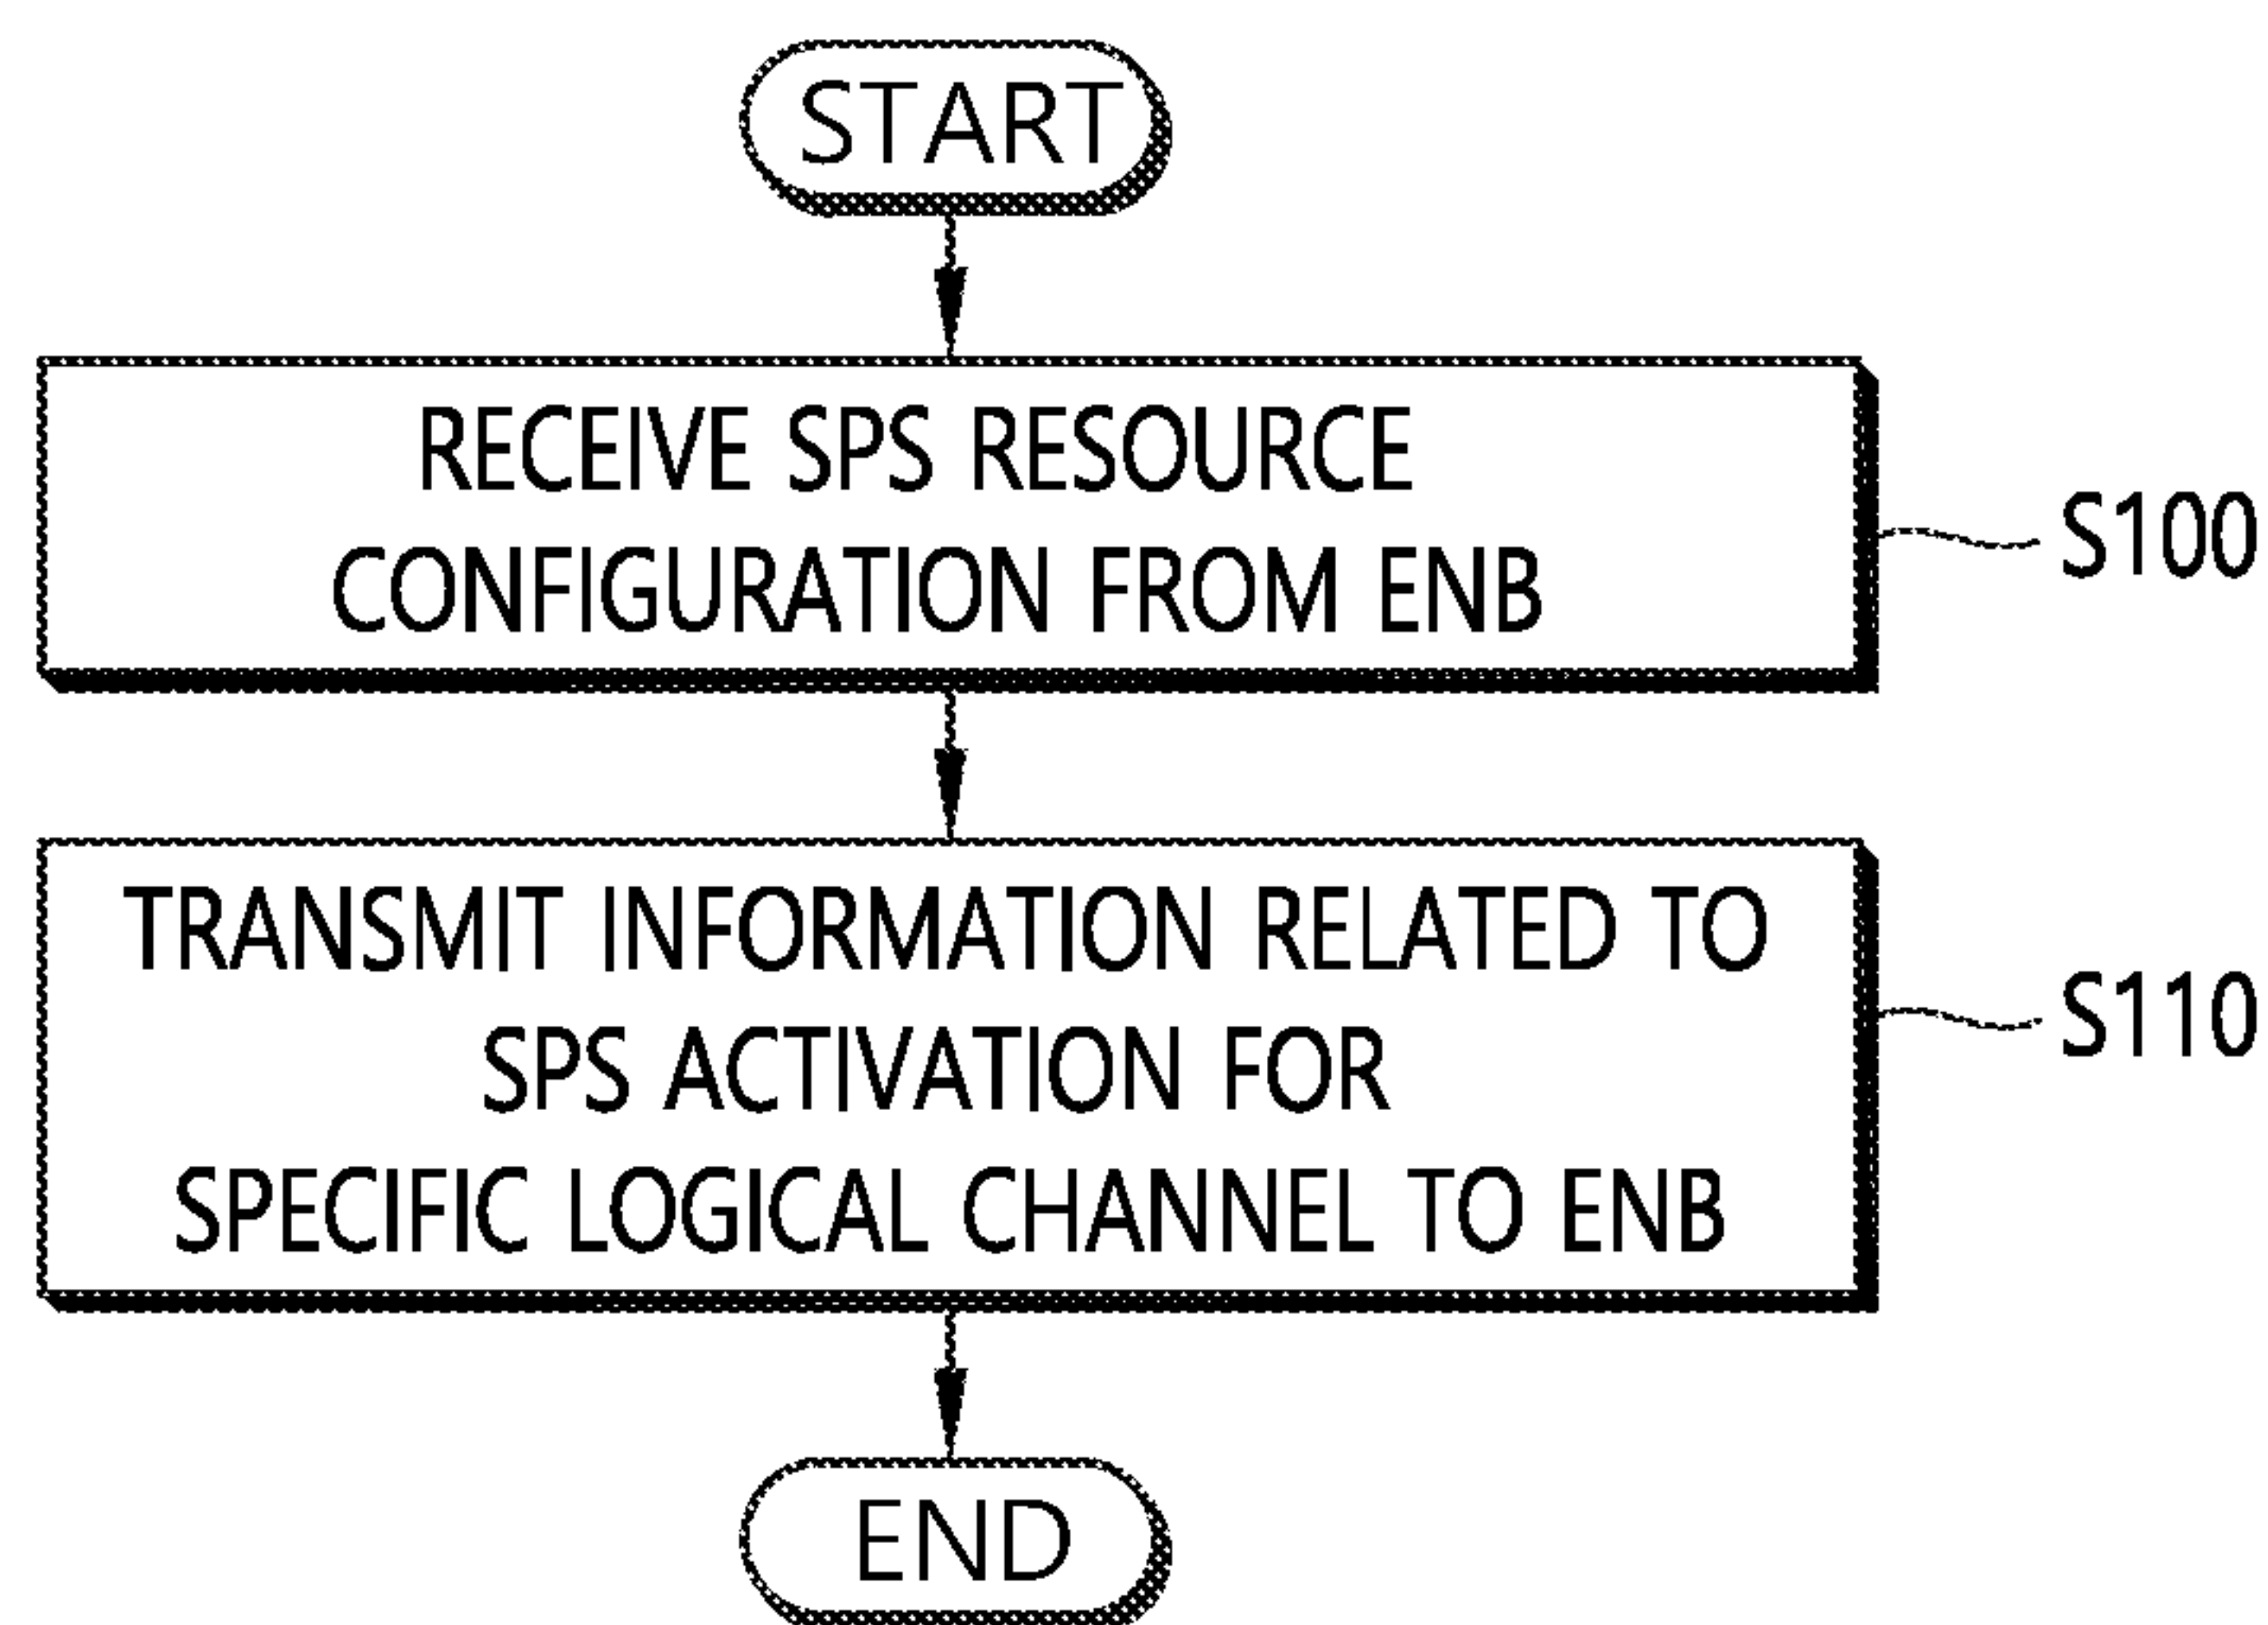 START
RECEIVE SPS RESOURCE
CONFIGURATION FROM ENB
S100
TRANSMIT INFORMATION RELATED TO
SPS ACTIVATION FOR
SPECIFIC LOGICAL CHANNEL TO ENB
S110
END